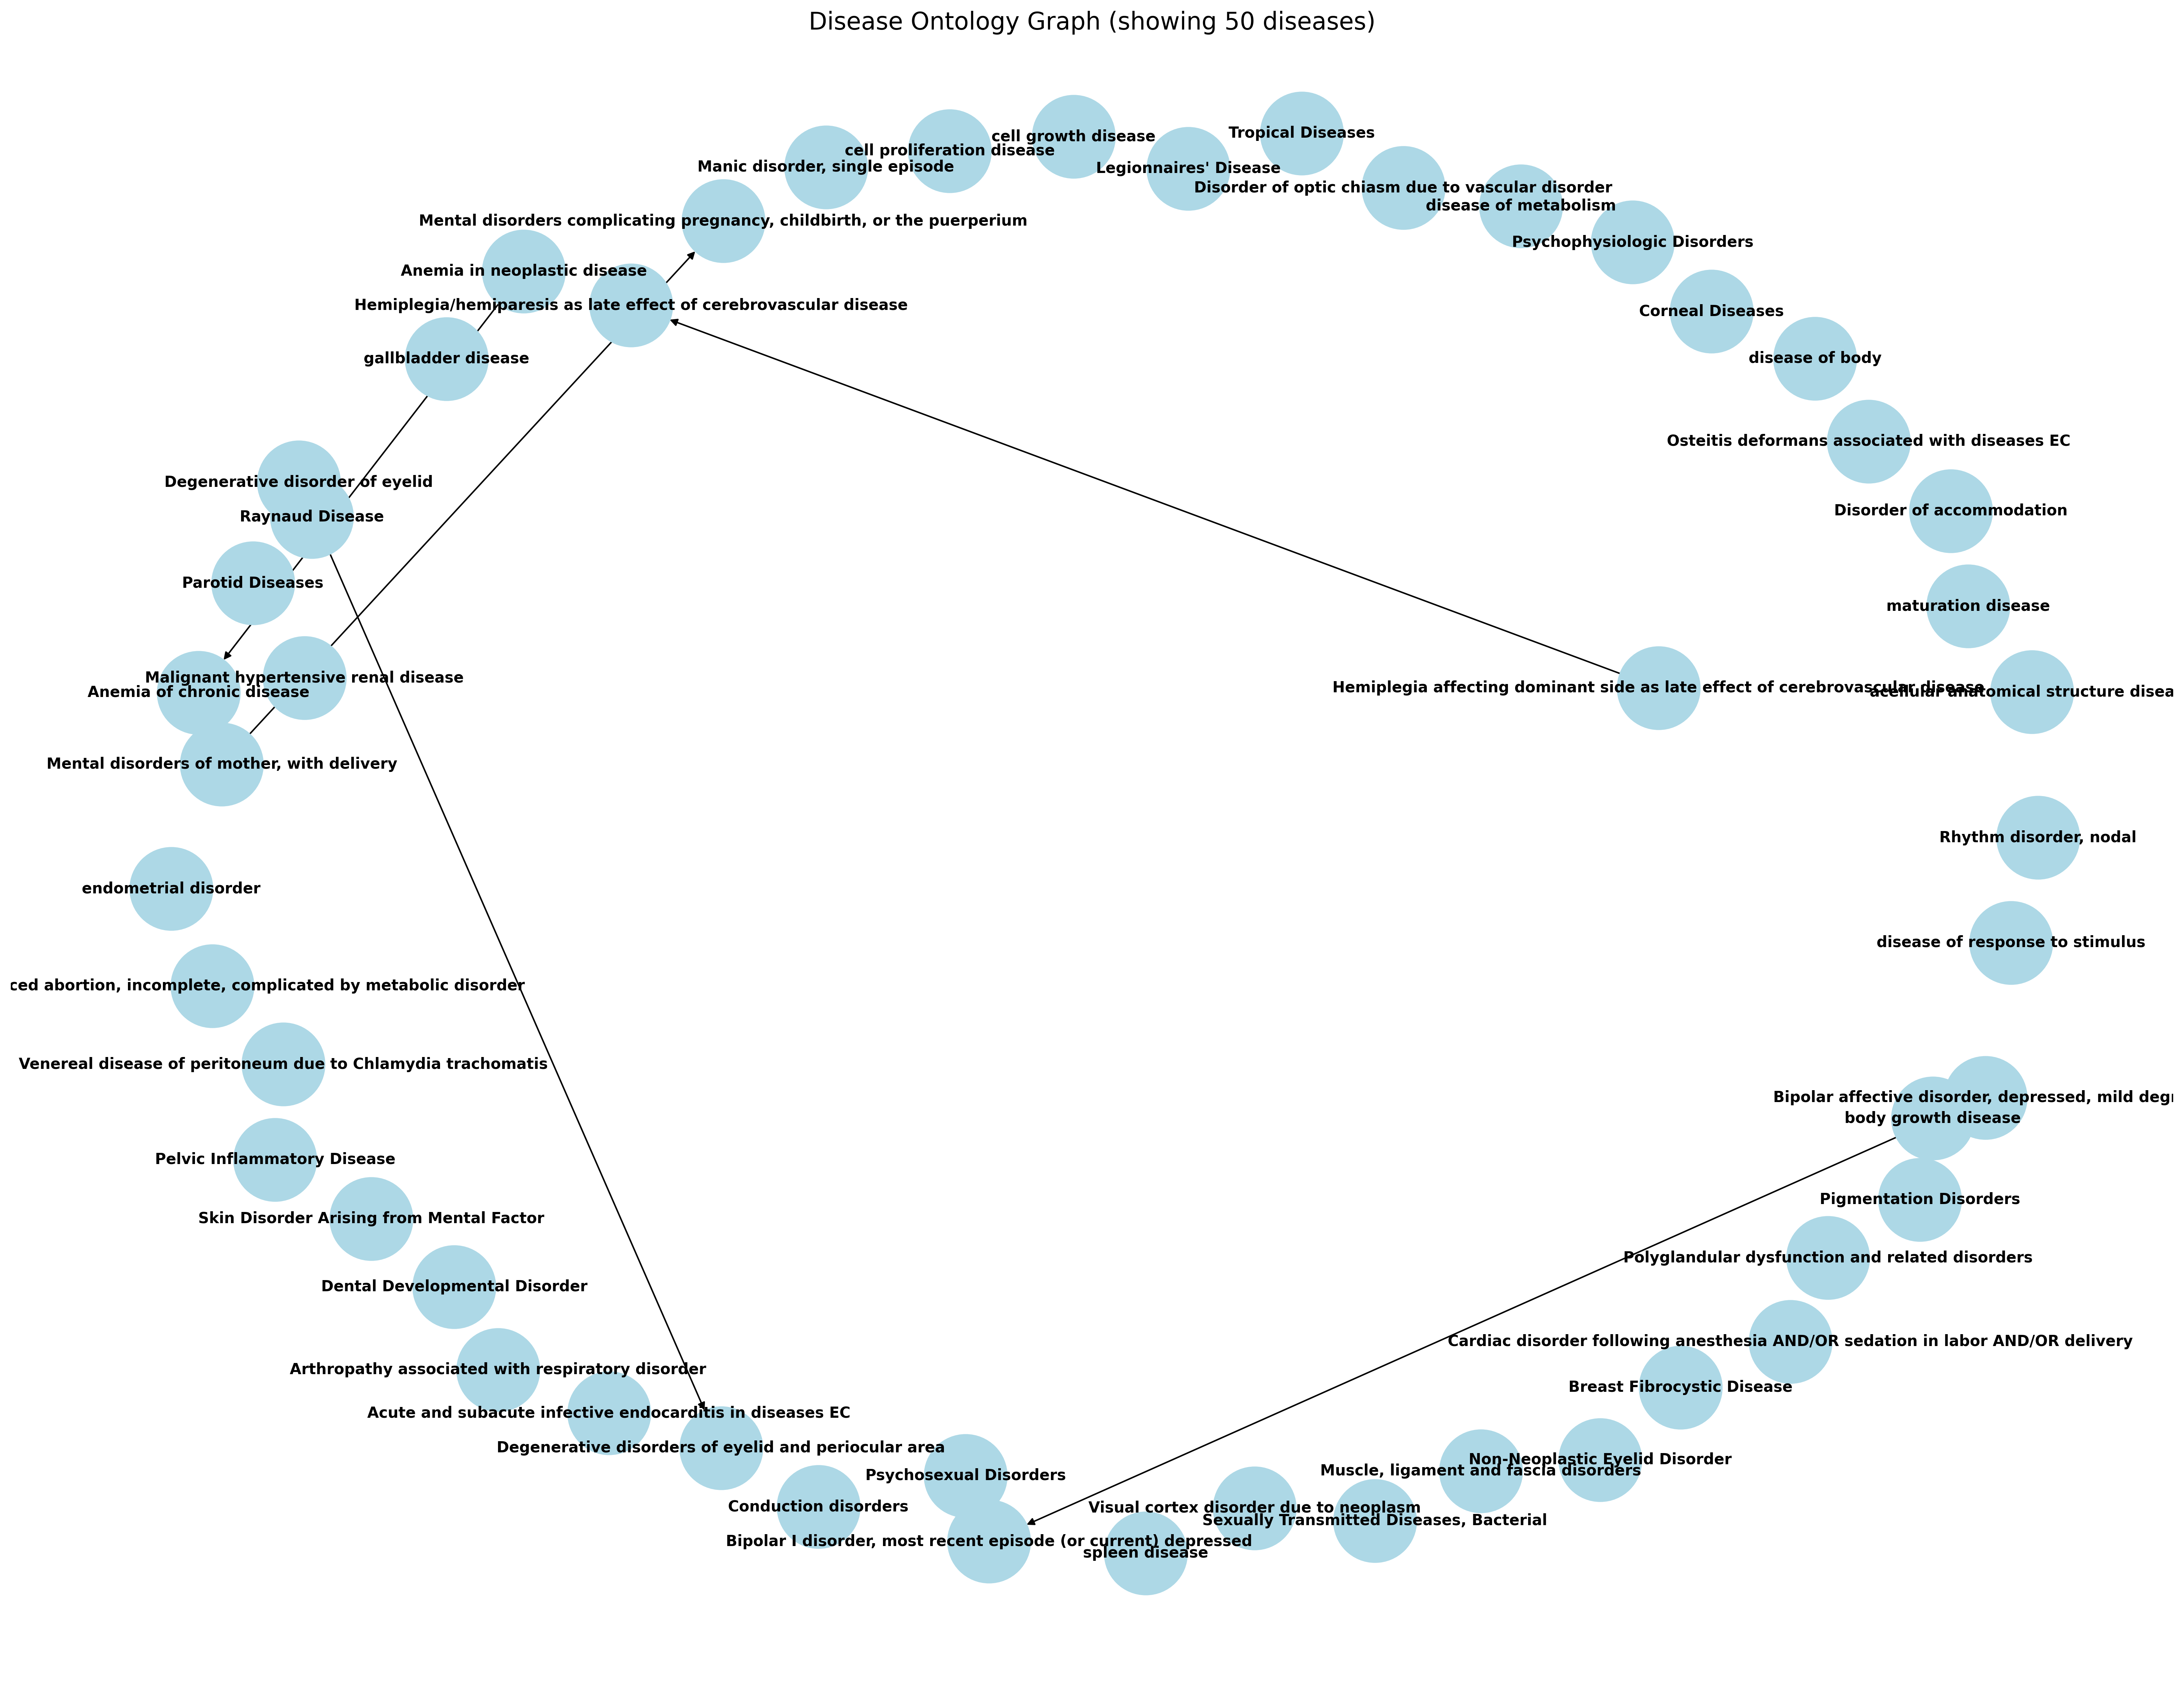 Disease Ontology Graph (showing 50 diseases)
Tropical Diseases
cell growth disease
cell proliferation disease
Manic disorder, single episode
Legionnaires' Disease
Disorder of optic chiasm due to vascular disorder
disease of metabolism
Mental disorders complicating pregnancy, childbirth, or the puerperium
Psychophysiologic Disorders
Anemia in neoplastic disease
Hemiplegia/hemiparesis as late effect of cerebrovascular disease
Corneal Diseases
gallbladder disease
disease of body
Osteitis deformans associated with diseases EC
Degenerative disorder of eyelid
Disorder of accommodation
Raynaud Disease
Parotid Diseases
maturation disease
Malignant hypertensive renal disease
Hemiplegia affecting dominant side as late effect of cerebrovascular disease
Anemia of chronic disease
acellular anatomical structure disea
Mental disorders of mother, with delivery
Rhythm disorder, nodal
endometrial disorder
disease of response to stimulus
ced abortion, incomplete, complicated by metabolic disorder
Venereal disease of peritoneum due to Chlamydia trachomatis
Bipolar affective disorder, depressed, mild deg
body growth disease
Pelvic Inflammatory Disease
Pigmentation Disorders
Skin Disorder Arising from Mental Factor
Polyglandular dysfunction and related disorders
Dental Developmental Disorder
Cardiac disorder following anesthesia AND/OR sedation in labor AND/OR delivery
Arthropathy associated with respiratory disorder
Breast Fibrocystic Disease
Acute and subacute infective endocarditis in diseases EC
Degenerative disorders of eyelid and periocular area
Non-Neoplastic Eyelid Disorder
Muscle, ligament and fascia disorders
Psychosexual Disorders
Conduction disorders
Visual cortex disorder due to neoplasm
Sexually Transmitted Diseases, Bacterial
Bipolar I disorder, most recent episode (or current) depressed
spleen disease